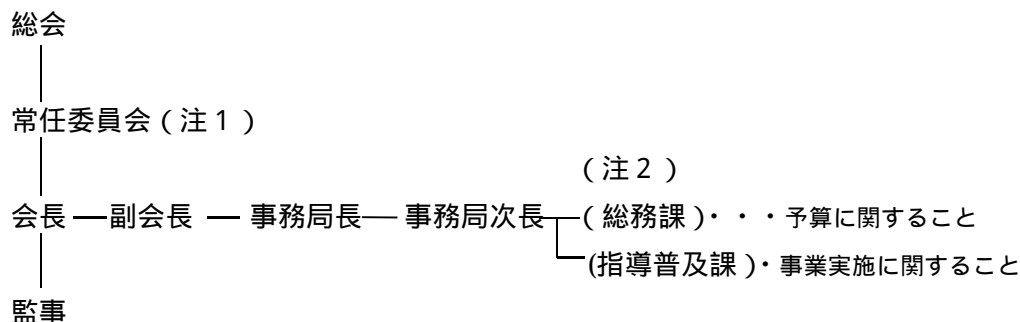 総会
常任委員会（注１）
（注２）
会長 副会長 事務局長 事務局次長 （総務課）・・・予算に関すること
(指導普及課）・事業実施に関すること
監事